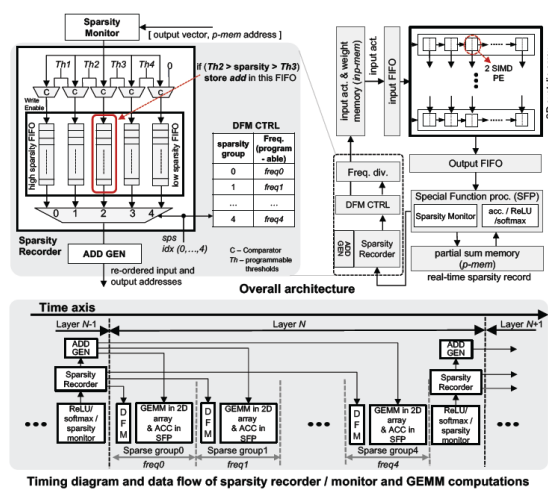 Sparsity
Monitor
[ output vector, p-mem address ]
Th1 Th2 Th3 Th4 0
C C C C C
Write
Enable
if (Th2 > sparsity > Th3)
store add in this FIFO
high sparsity FIFO
low sparsity FIFO
0 1 2 3 4
Sparsity
Recorder
sps
idx (0,...,4)
ADD GEN
re-ordered input and
output addresses
DFM CTRL
sparsity
group
Freq.
(program
- able)
0 freq0
1 freq1
... ...
4 freq4
C – Comparator
Th – programmable
thresholds
input act. & weight
memory (inp-mem)
input act.
input FIFO
2 SIMD
PE
Output FIFO
Special Function proc. (SFP)
Sparsity Monitor
acc. / ReLU
/softmax
partial sum memory
(p-mem)
real-time sparsity record
Freq. div.
DFM CTRL
ADD
GEN
Sparsity
Recorder
Overall architecture
Time axis
Layer N-1
Layer N
Layer N+1
ADD
GEN
Sparsity
Recorder
ReLU/
softmax /
sparsity
monitor
D
F
M
GEMM in 2D
array
& ACC in
SFP
Sparse group0
freq0
D
F
M
GEMM in 2D
array
& ACC in
SFP
Sparse group1
freq1
D
F
M
GEMM in 2D
array
& ACC in
SFP
Sparse group4
freq4
ADD
GEN
Sparsity
Recorder
ReLU/
softmax /
sparsity
monitor
Timing diagram and data flow of sparsity recorder / monitor and GEMM computations